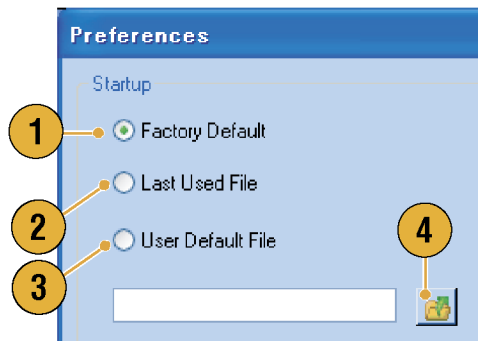 Preferences
Startup
1
Factory Default
2
Last Used File
3
User Default File
4